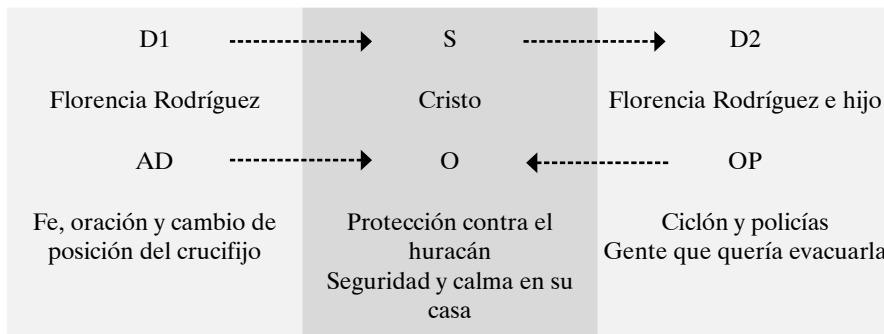 D1 S D2
Florencia Rodríguez Cristo Florencia Rodríguez e hijo
AD O OP
Fe, oración y cambio de posición del crucifijo
Protección contra el huracán
Seguridad y calma en su casa
Ciclón y policías
Gente que quería evacuarla